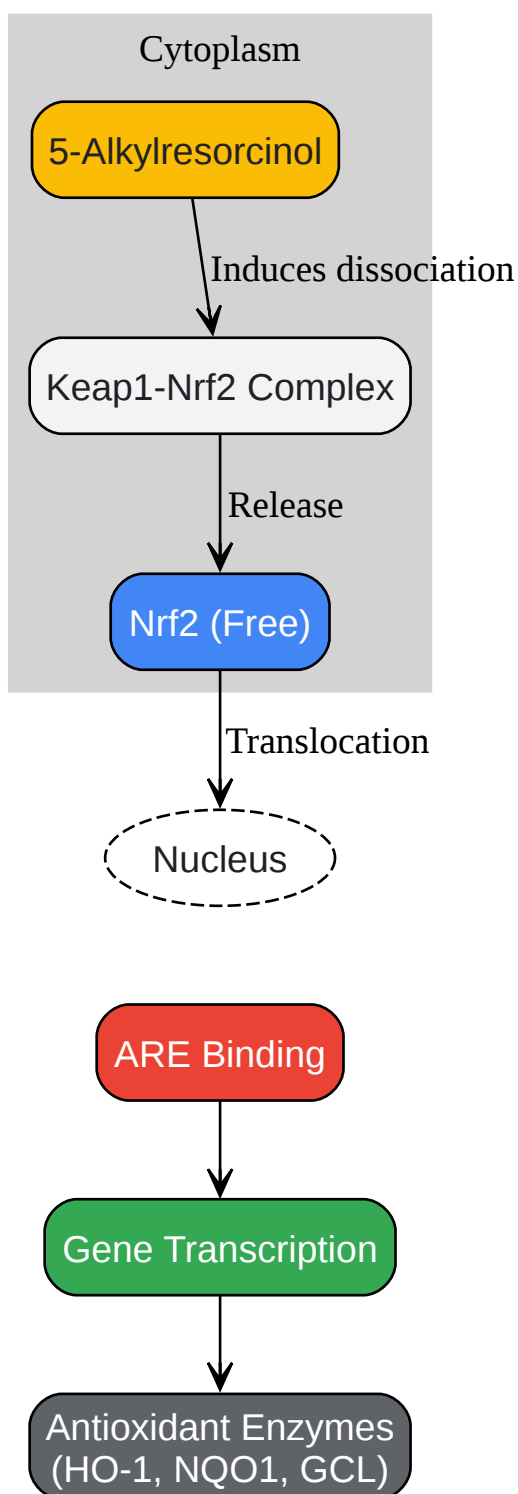 Cytoplasm
5-Alkylresorcinol
Induces dissociation
Keap1-Nrf2 Complex
Release
Nrf2 (Free)
Translocation
Nucleus
ARE Binding
Gene Transcription
Antioxidant Enzymes
(HO-1, NQO1, GCL)